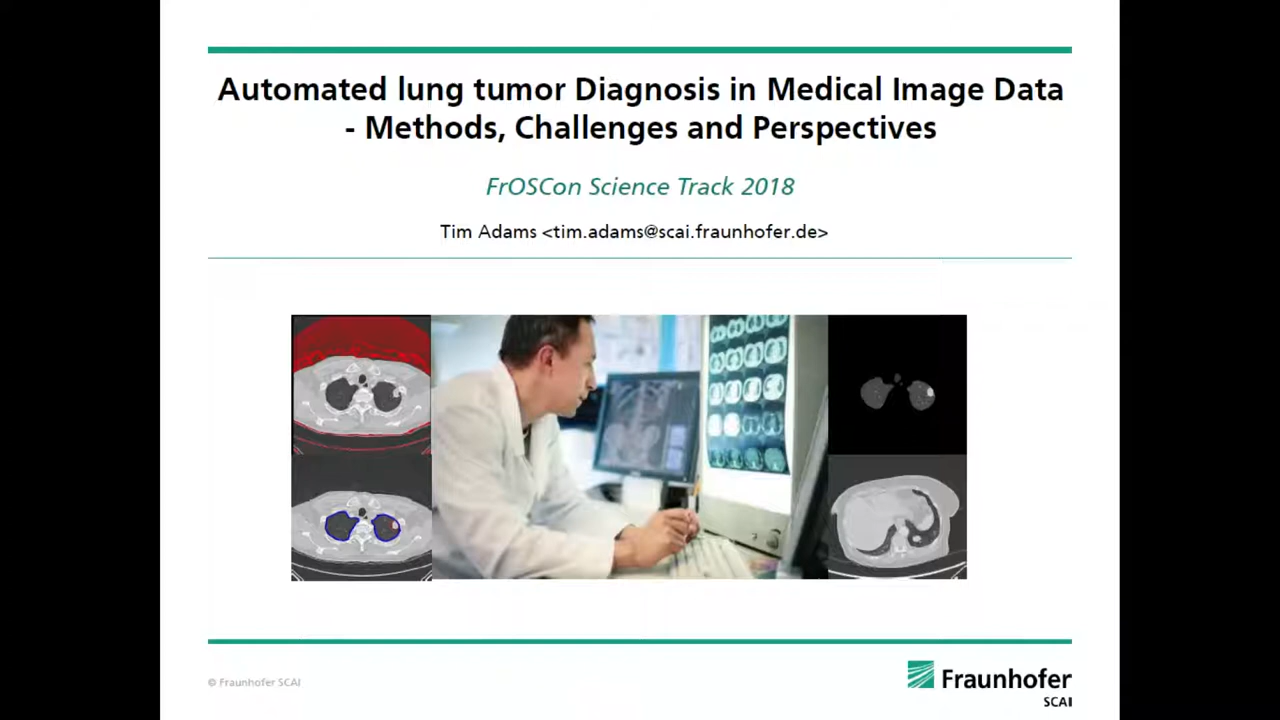 Automated lung tumor Diagnosis in Medical Image Data
- Methods, Challenges and Perspectives
FrOSCon Science Track 2018
Tim Adams <tim.adams@scai.fraunhofer.de>
© Fraunhofer SCAI
Fraunhofer
SCAI